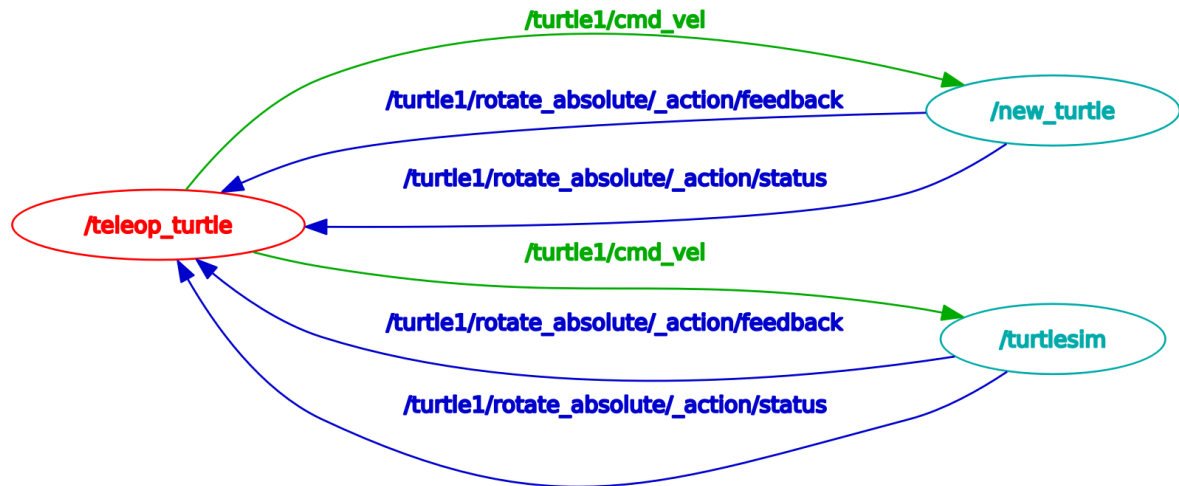 /turtle1/cmd_vel
/turtle1/rotate_absolute/_action/feedback
/new_turtle
/turtle1/rotate_absolute/_action/status
/teleop_turtle
/turtle1/cmd_vel
/turtle1/rotate_absolute/_action/feedback
/turtlesim
/turtle1/rotate_absolute/_action/status